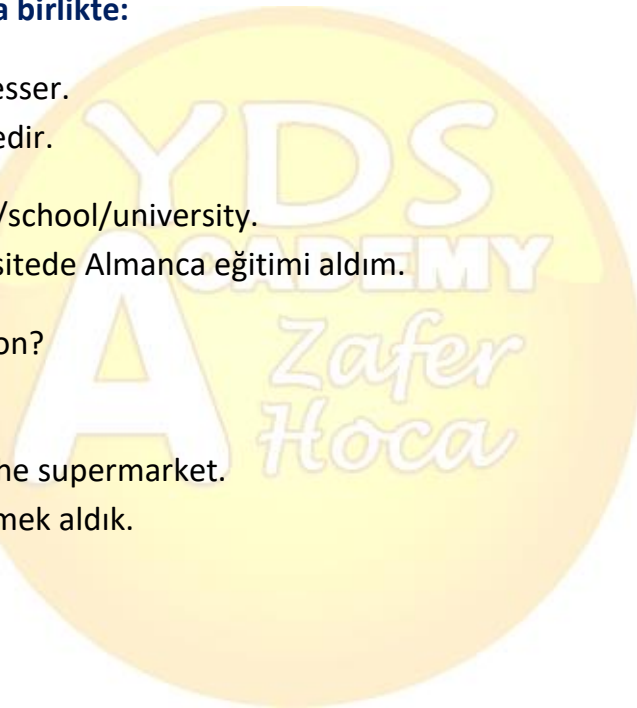 a birlikte:
esser.
edir.
/school/university.
sitede Almanca eğitimi aldım.
on?
ne supermarket.
mek aldık.
YDS
ACADEMY
Zafer
Hoca